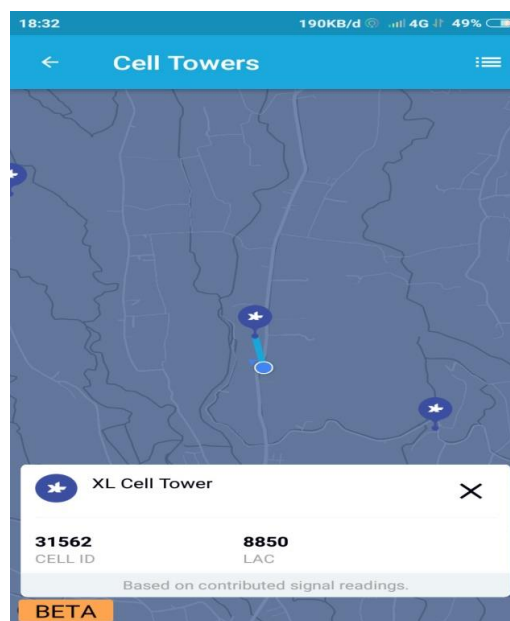 18:32 190KB/d 4G 49%
Cell Towers
XL Cell Tower
31562 8850
CELL ID LAC
Based on contributed signal readings.
BETA